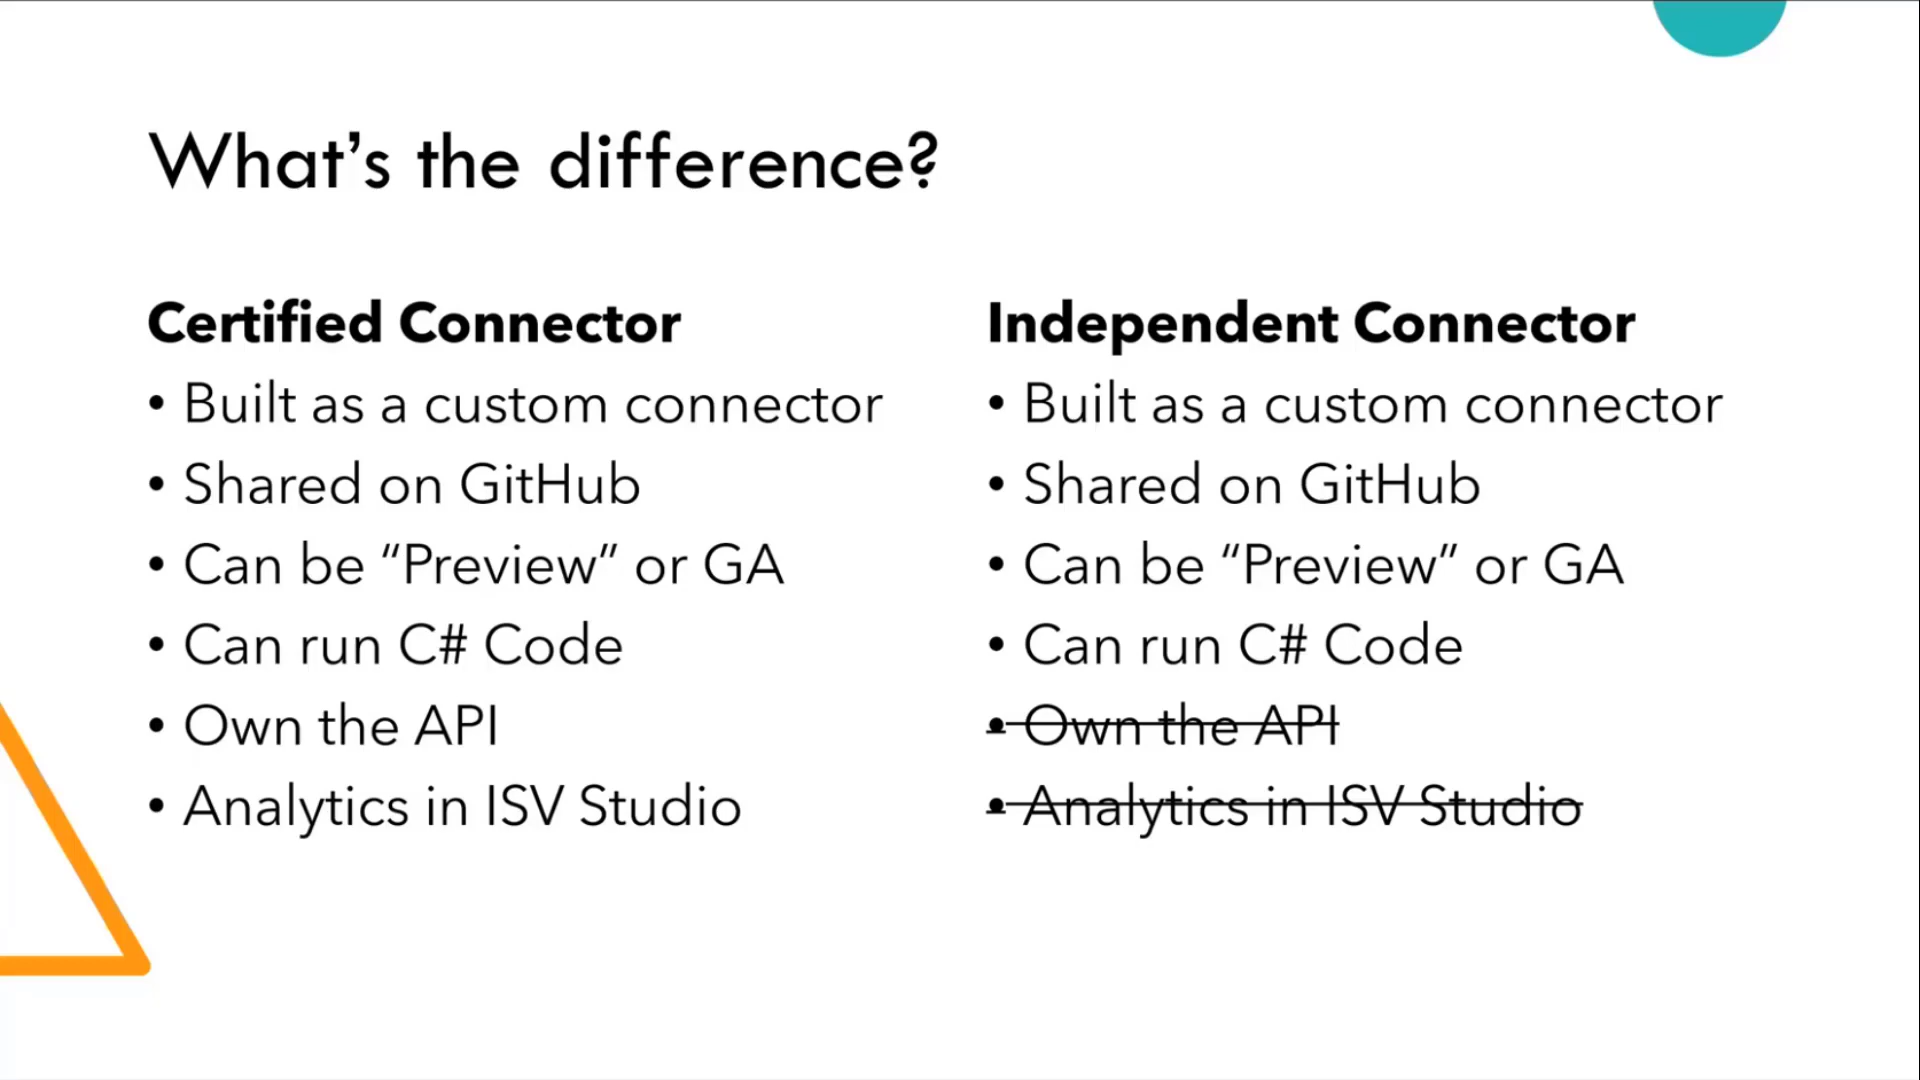 What’s the difference?
Certified Connector
• Built as a custom connector
• Shared on GitHub
• Can be “Preview” or GA
• Can run C# Code
• Own the API
• Analytics in ISV Studio
Independent Connector
• Built as a custom connector
• Shared on GitHub
• Can be “Preview” or GA
• Can run C# Code
• Own the API
• Analytics in ISV Studio